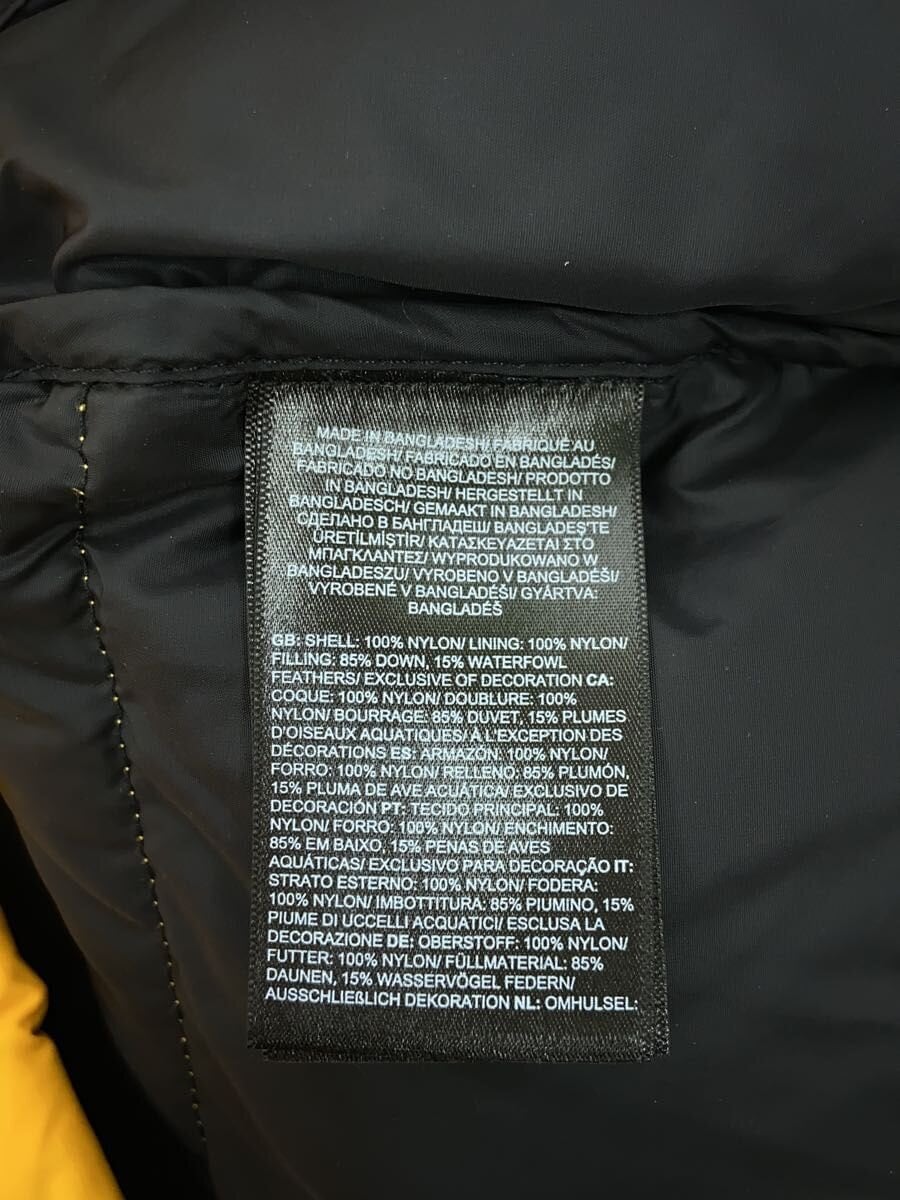 MADE IN BANGLADESH/ FABRIQUÉ AU
BANGLADESH/ FABRICADO EN BANGLADÉS/
FABRICADO NO BANGLADESH/ PRODOTTO
IN BANGLADESH/ HERGESTELLT IN
BANGLADESCH/ GEMAAKT IN BANGLADESH/
СДЕЛАНО В БАНГЛАДЕШ/ BANGLADEŞ'TE
ÜRETİLMİŞTİR/ ΚΑΤΑΣΚΕΥΑΖΕΤΑΙ ΣΤΟ
ΜΠΑΓΚΛΑΝΤΕΣ/ WYPRODUKOWANO W
BANGLADESZU/ VYROBENO V BANGLADÉŠI/
VYROBENÉ V BANGLADÉŠI/ GYÁRTVA:
BANGLADÉŠ
GB: SHELL: 100% NYLON/ LINING: 100% NYLON/
FILLING: 85% DOWN, 15% WATERFOWL
FEATHERS/ EXCLUSIVE OF DECORATION CA:
COQUE: 100% NYLON/ DOUBLURE: 100%
NYLON/ BOURRAGE: 85% DUVET, 15% PLUMES
D'OISEAUX AQUATIQUES/ À L'EXCEPTION DES
DÉCORATIONS ES: ARMAZÓN: 100% NYLON/
FORRO: 100% NYLON/ RELLENO: 85% PLUMÓN,
15% PLUMA DE AVE ACUÁTICA/ EXCLUSIVO DE
DECORACIÓN PT: TECIDO PRINCIPAL: 100%
NYLON/ FORRO: 100% NYLON/ ENCHIMENTO:
85% EM BAIXO, 15% PENAS DE AVES
AQUÁTICAS/ EXCLUSIVO PARA DECORAÇÃO IT:
STRATO ESTERNO: 100% NYLON/ FODERA:
100% NYLON/ IMBOTTITURA: 85% PIUMINO, 15%
PIUME DI UCCELLI ACQUATICI/ ESCLUSA LA
DECORAZIONE DE: OBERSTOFF: 100% NYLON/
FUTTER: 100% NYLON/ FÜLLMATERIAL: 85%
DAUNEN, 15% WASSERVÖGEL FEDERN/
AUSSCHLIEßLICH DEKORATION NL: OMHULSEL: